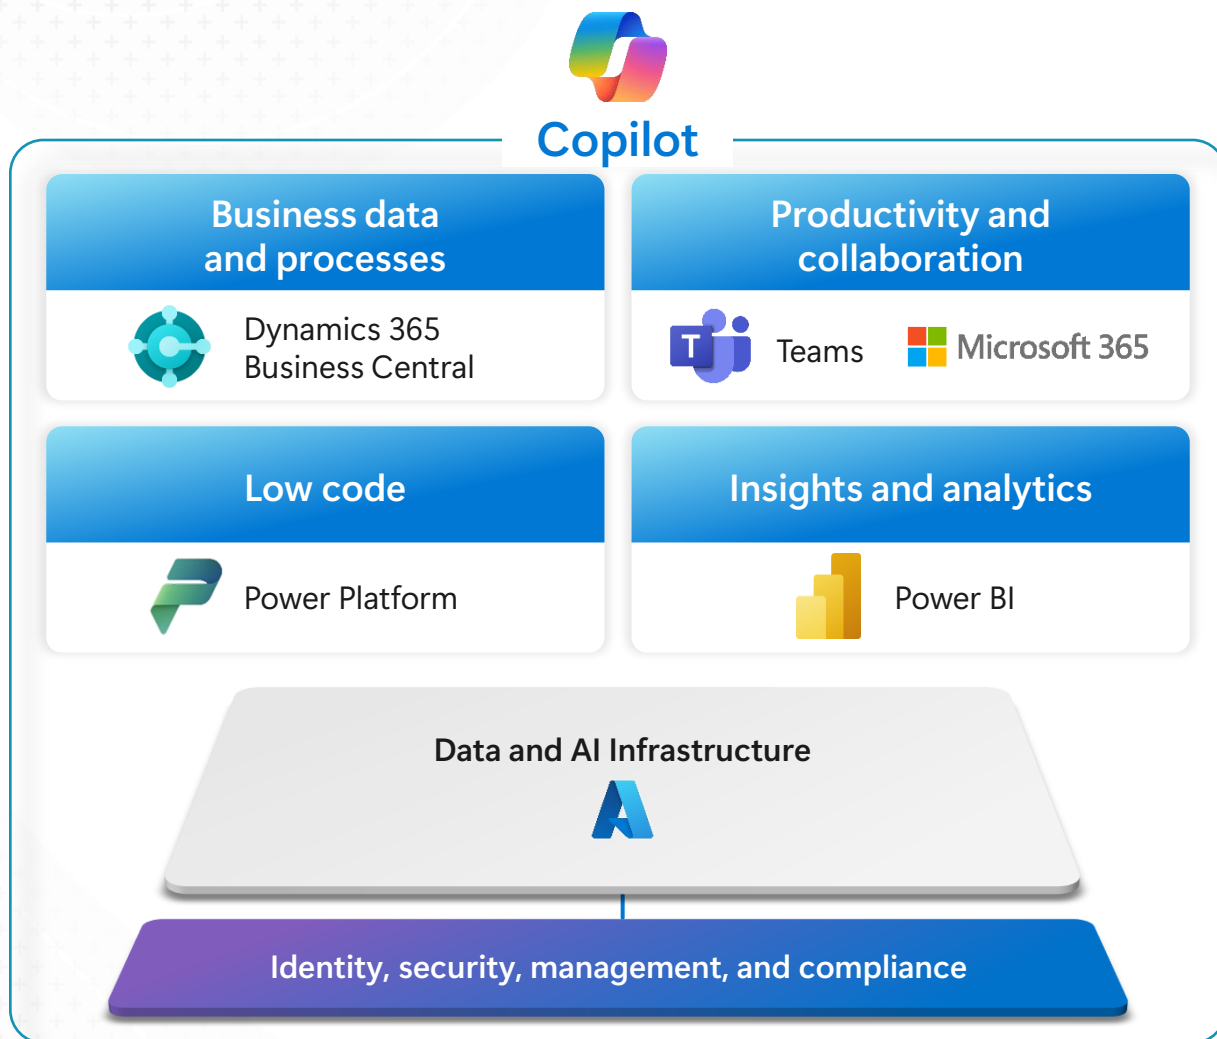 Copilot
Business data
and processes
Dynamics 365
Business Central
Productivity and
collaboration
T
Teams
Microsoft 365
Low code
Power Platform
Insights and analytics
Power BI
Data and AI Infrastructure
Identity, security, management, and compliance